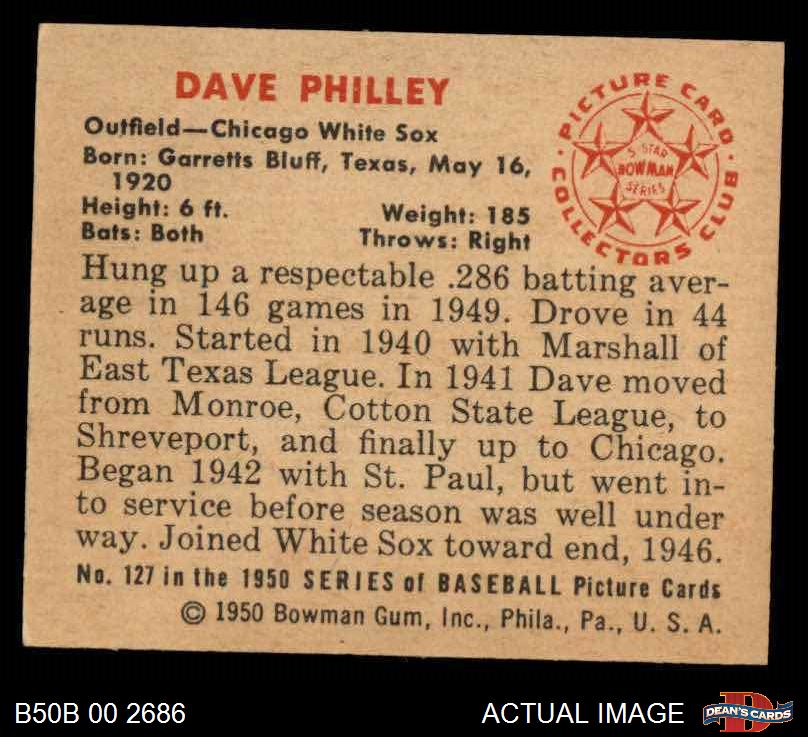 DAVE PHILLEY
Outfield—Chicago White Sox
Born: Garretts Bluff, Texas, May 16,
1920
Height: 6 ft. Weight: 185
Bats: Both Throws: Right
PICTURE CARD
COLLECTORS CLUB
5-STAR
BOWMAN
SERIES
Hung up a respectable .286 batting aver-
age in 146 games in 1949. Drove in 44
runs. Started in 1940 with Marshall of
East Texas League. In 1941 Dave moved
from Monroe, Cotton State League, to
Shreveport, and finally up to Chicago.
Began 1942 with St. Paul, but went in-
to service before season was well under
way. Joined White Sox toward end, 1946.
No. 127 in the 1950 SERIES of BASEBALL Picture Cards
© 1950 Bowman Gum, Inc., Phila., Pa., U. S. A.
B50B 00 2686
ACTUAL IMAGE
D
DEAN'S CARDS